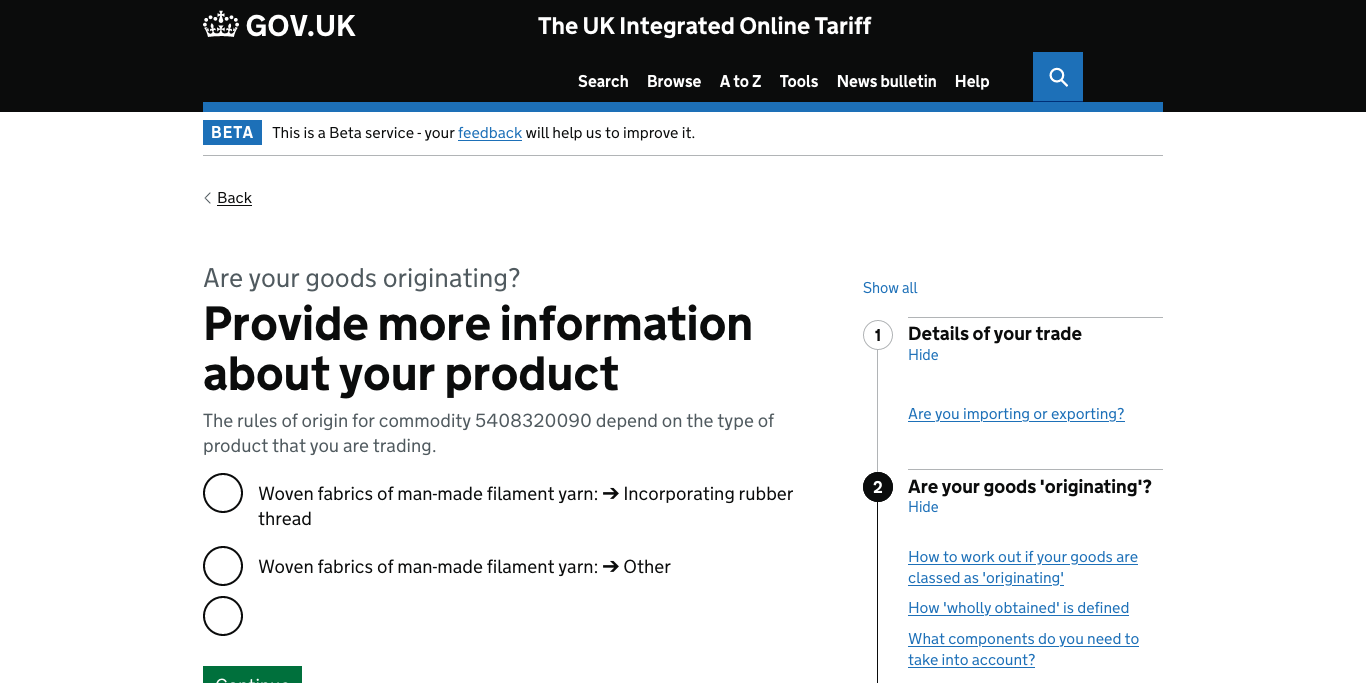 GOV.UK
The UK Integrated Online Tariff
Search Browse A to Z Tools News bulletin Help
BETA This is a Beta service - your feedback will help us to improve it.
Back
Are your goods originating?
Provide more information
about your product
The rules of origin for commodity 5408320090 depend on the type of
product that you are trading.
Woven fabrics of man-made filament yarn: ➔ Incorporating rubber
thread
Woven fabrics of man-made filament yarn: ➔ Other
Continue
Show all
1 Details of your trade
Hide
Are you importing or exporting?
2 Are your goods 'originating'?
Hide
How to work out if your goods are
classed as 'originating'
How 'wholly obtained' is defined
What components do you need to
take into account?